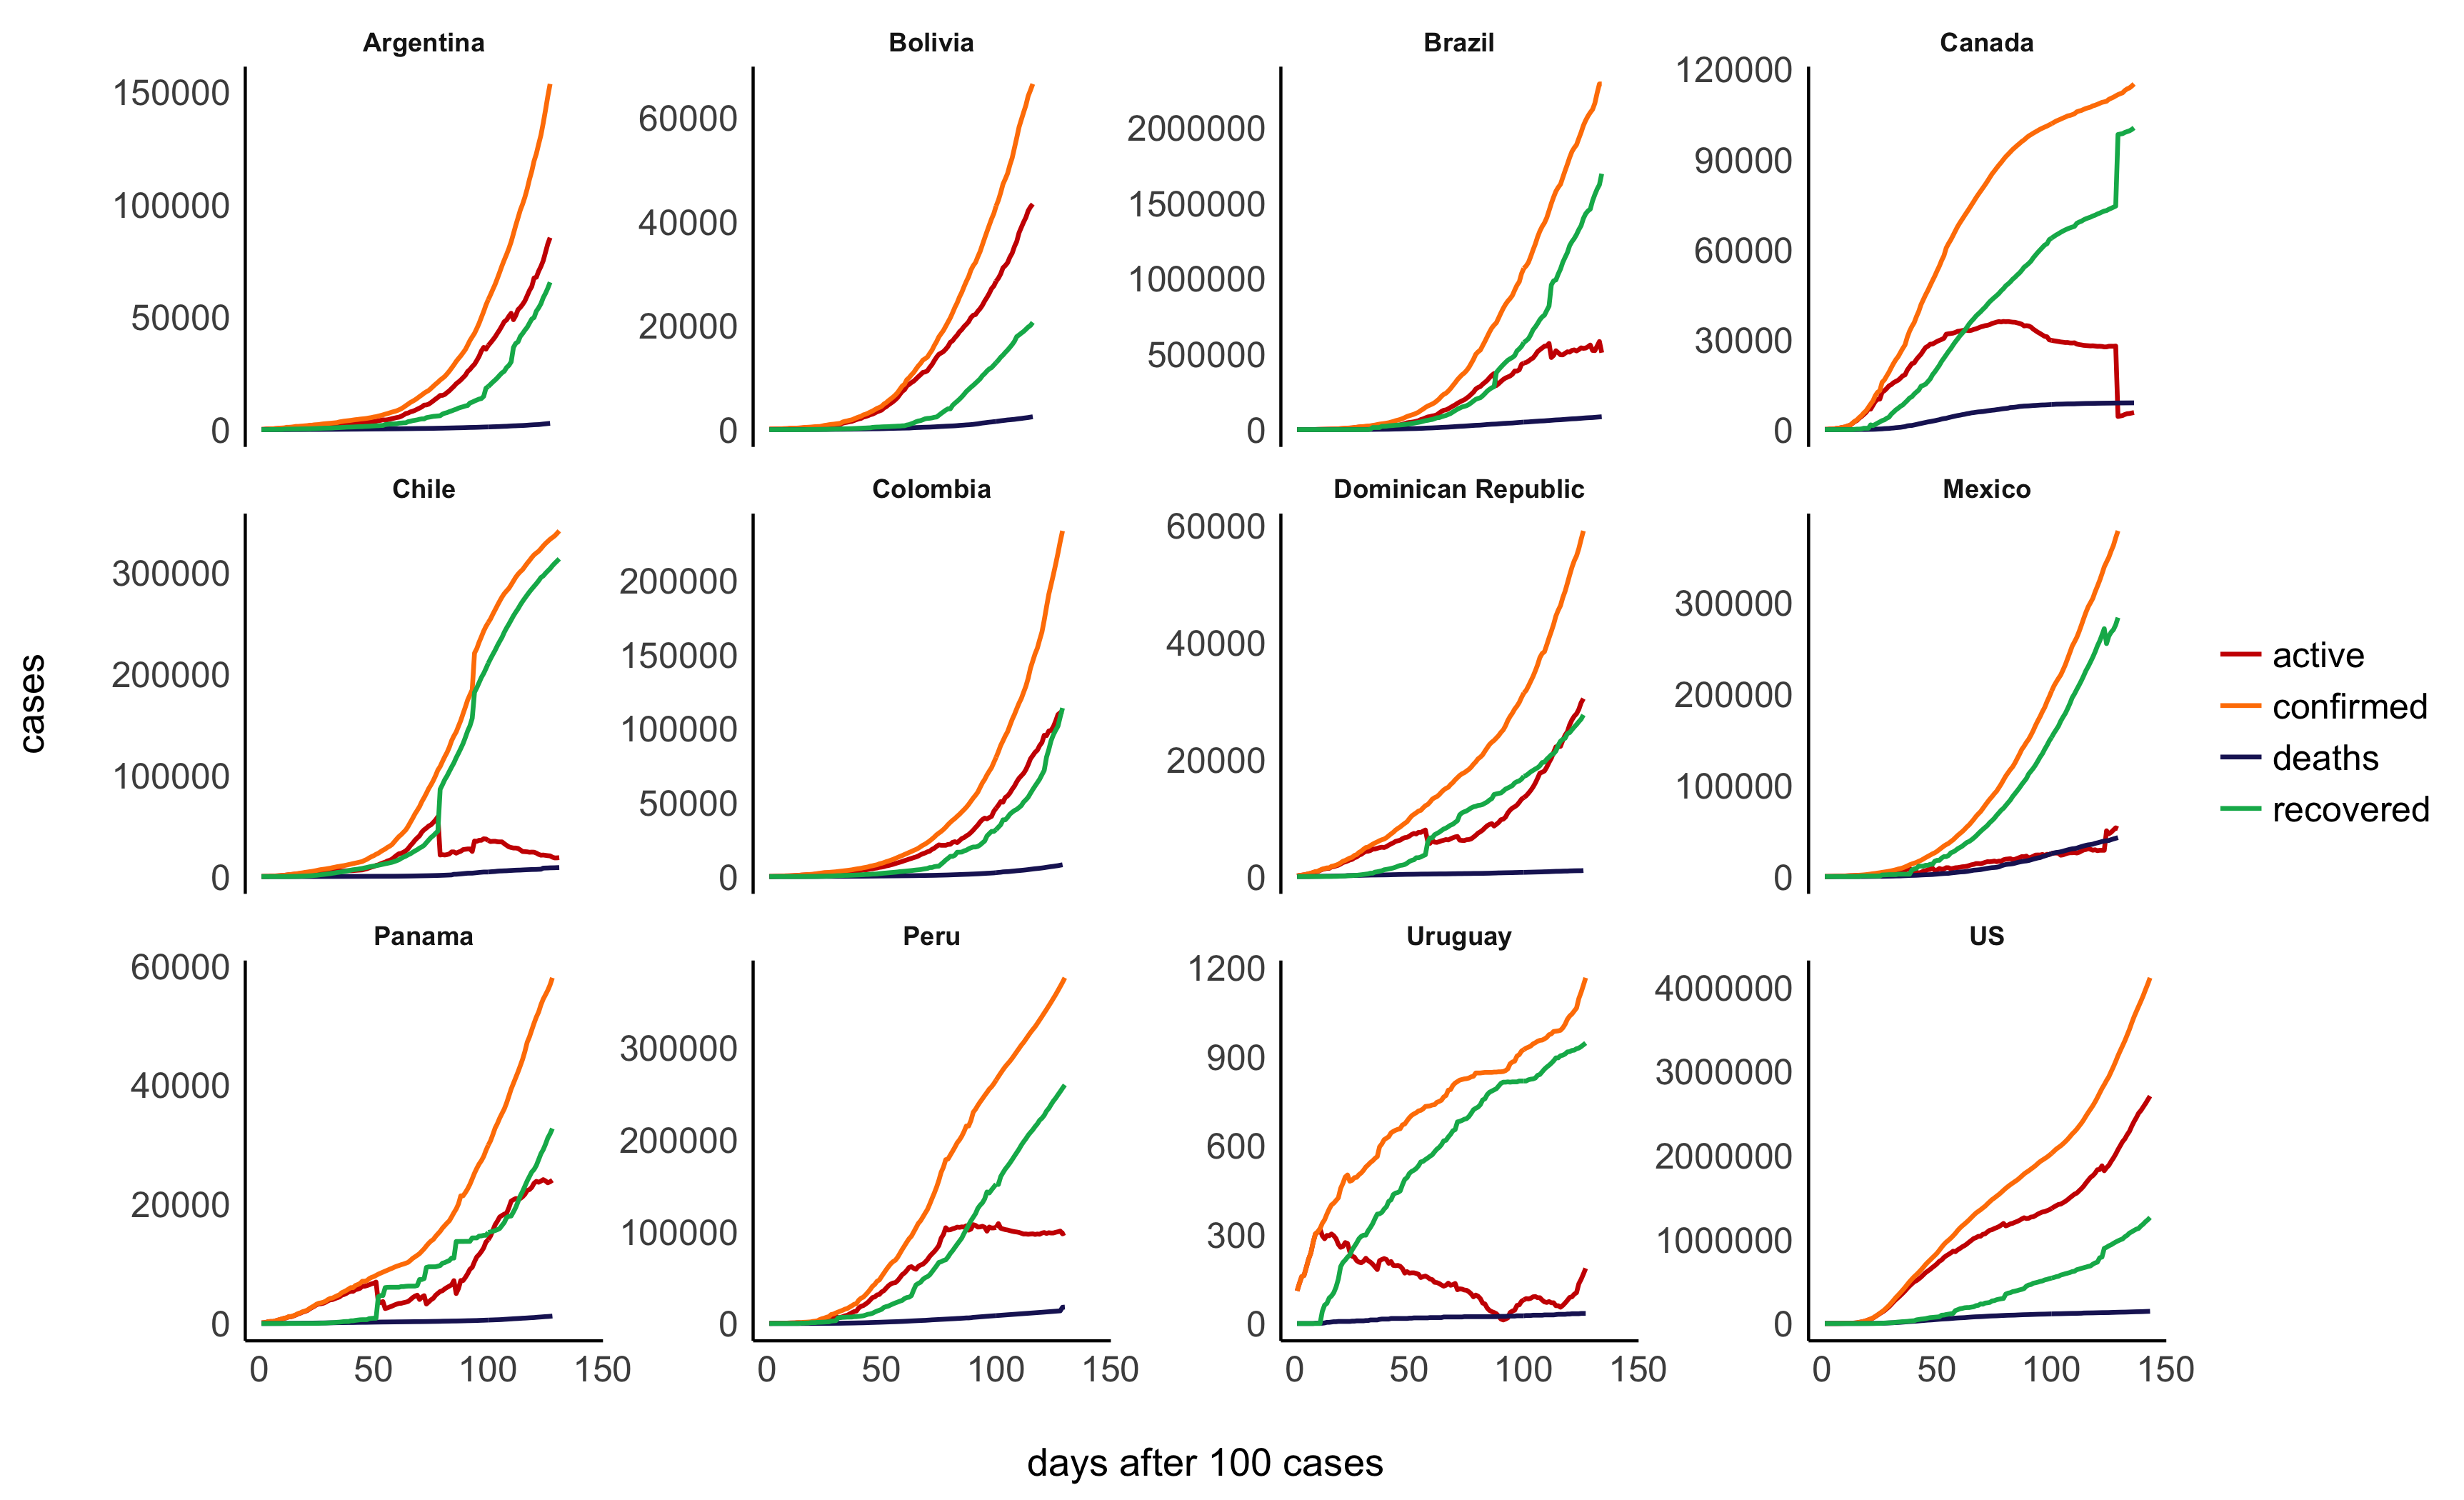 Argentina
Bolivia
Brazil
Canada
150000
100000
50000
0
60000
40000
20000
0
2000000
1500000
1000000
500000
0
120000
90000
60000
30000
0
Chile
Colombia
Dominican Republic
Mexico
300000
200000
100000
0
200000
150000
100000
50000
0
60000
40000
20000
0
300000
200000
100000
0
Panama
Peru
Uruguay
US
60000
40000
20000
0
300000
200000
100000
0
1200
900
600
300
0
4000000
3000000
2000000
1000000
0
0 50 100 150
0 50 100 150
0 50 100 150
0 50 100 150
days after 100 cases
cases
active
confirmed
deaths
recovered